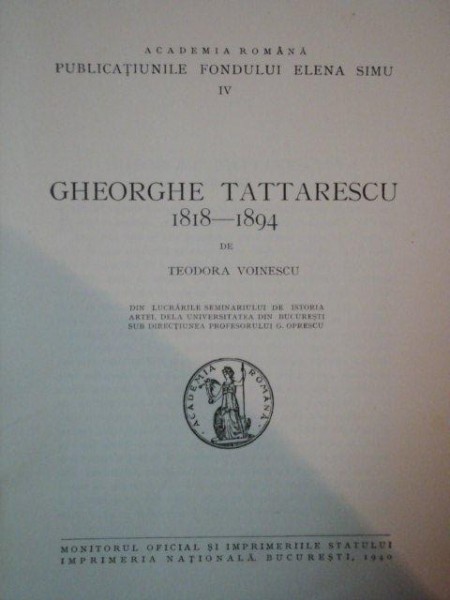 ACADEMIA ROMÂNĂ
PUBLICAȚIUNILE FONDULUI ELENA SIMU
IV
GHEORGHE TATTARESCU
1818—1894
DE
TEODORA VOINESCU
DIN LUCRĂRILE SEMINARIULUI DE ISTORIA
ARTEI, DELA UNIVERSITATEA DIN BUCUREȘTI
SUB DIRECȚIUNEA PROFESORULUI G. OPRESCU
ACADEMIA ROMÂNĂ
MONITORUL OFICIAL ȘI IMPRIMERIILE STATULUI
IMPRIMERIA NAȚIONALĂ, BUCUREȘTI,